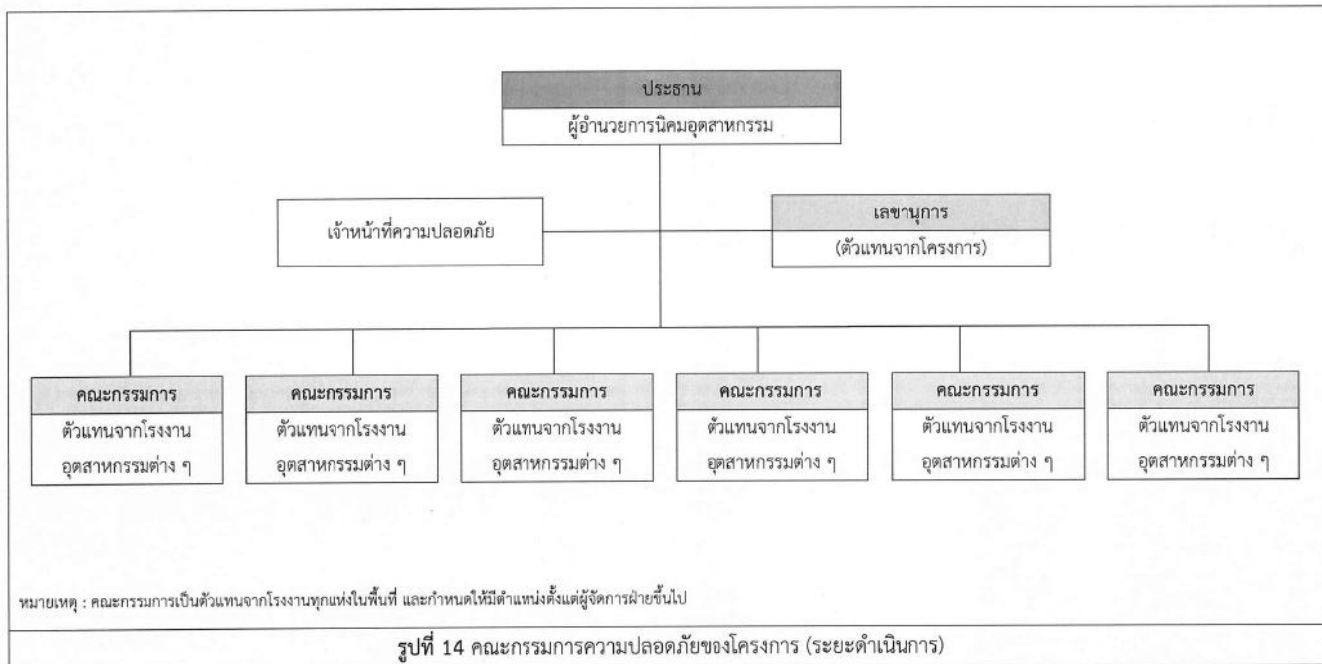 ประธาน
ผู้อำนวยการนิคมอุตสาหกรรม
เจ้าหน้าที่ความปลอดภัย
เลขานุการ
(ตัวแทนจากโครงการ)
คณะกรรมการ
ตัวแทนจากโรงงาน
อุตสาหกรรมต่าง ๆ
คณะกรรมการ
ตัวแทนจากโรงงาน
อุตสาหกรรมต่าง ๆ
คณะกรรมการ
ตัวแทนจากโรงงาน
อุตสาหกรรมต่าง ๆ
คณะกรรมการ
ตัวแทนจากโรงงาน
อุตสาหกรรมต่าง ๆ
คณะกรรมการ
ตัวแทนจากโรงงาน
อุตสาหกรรมต่าง ๆ
คณะกรรมการ
ตัวแทนจากโรงงาน
อุตสาหกรรมต่าง ๆ
หมายเหตุ : คณะกรรมการเป็นตัวแทนจากโรงงานทุกแห่งในพื้นที่ และกำหนดให้มีตำแหน่งตั้งแต่ผู้จัดการฝ่ายขึ้นไป
รูปที่ 14 คณะกรรมการความปลอดภัยของโครงการ (ระยะดำเนินการ)